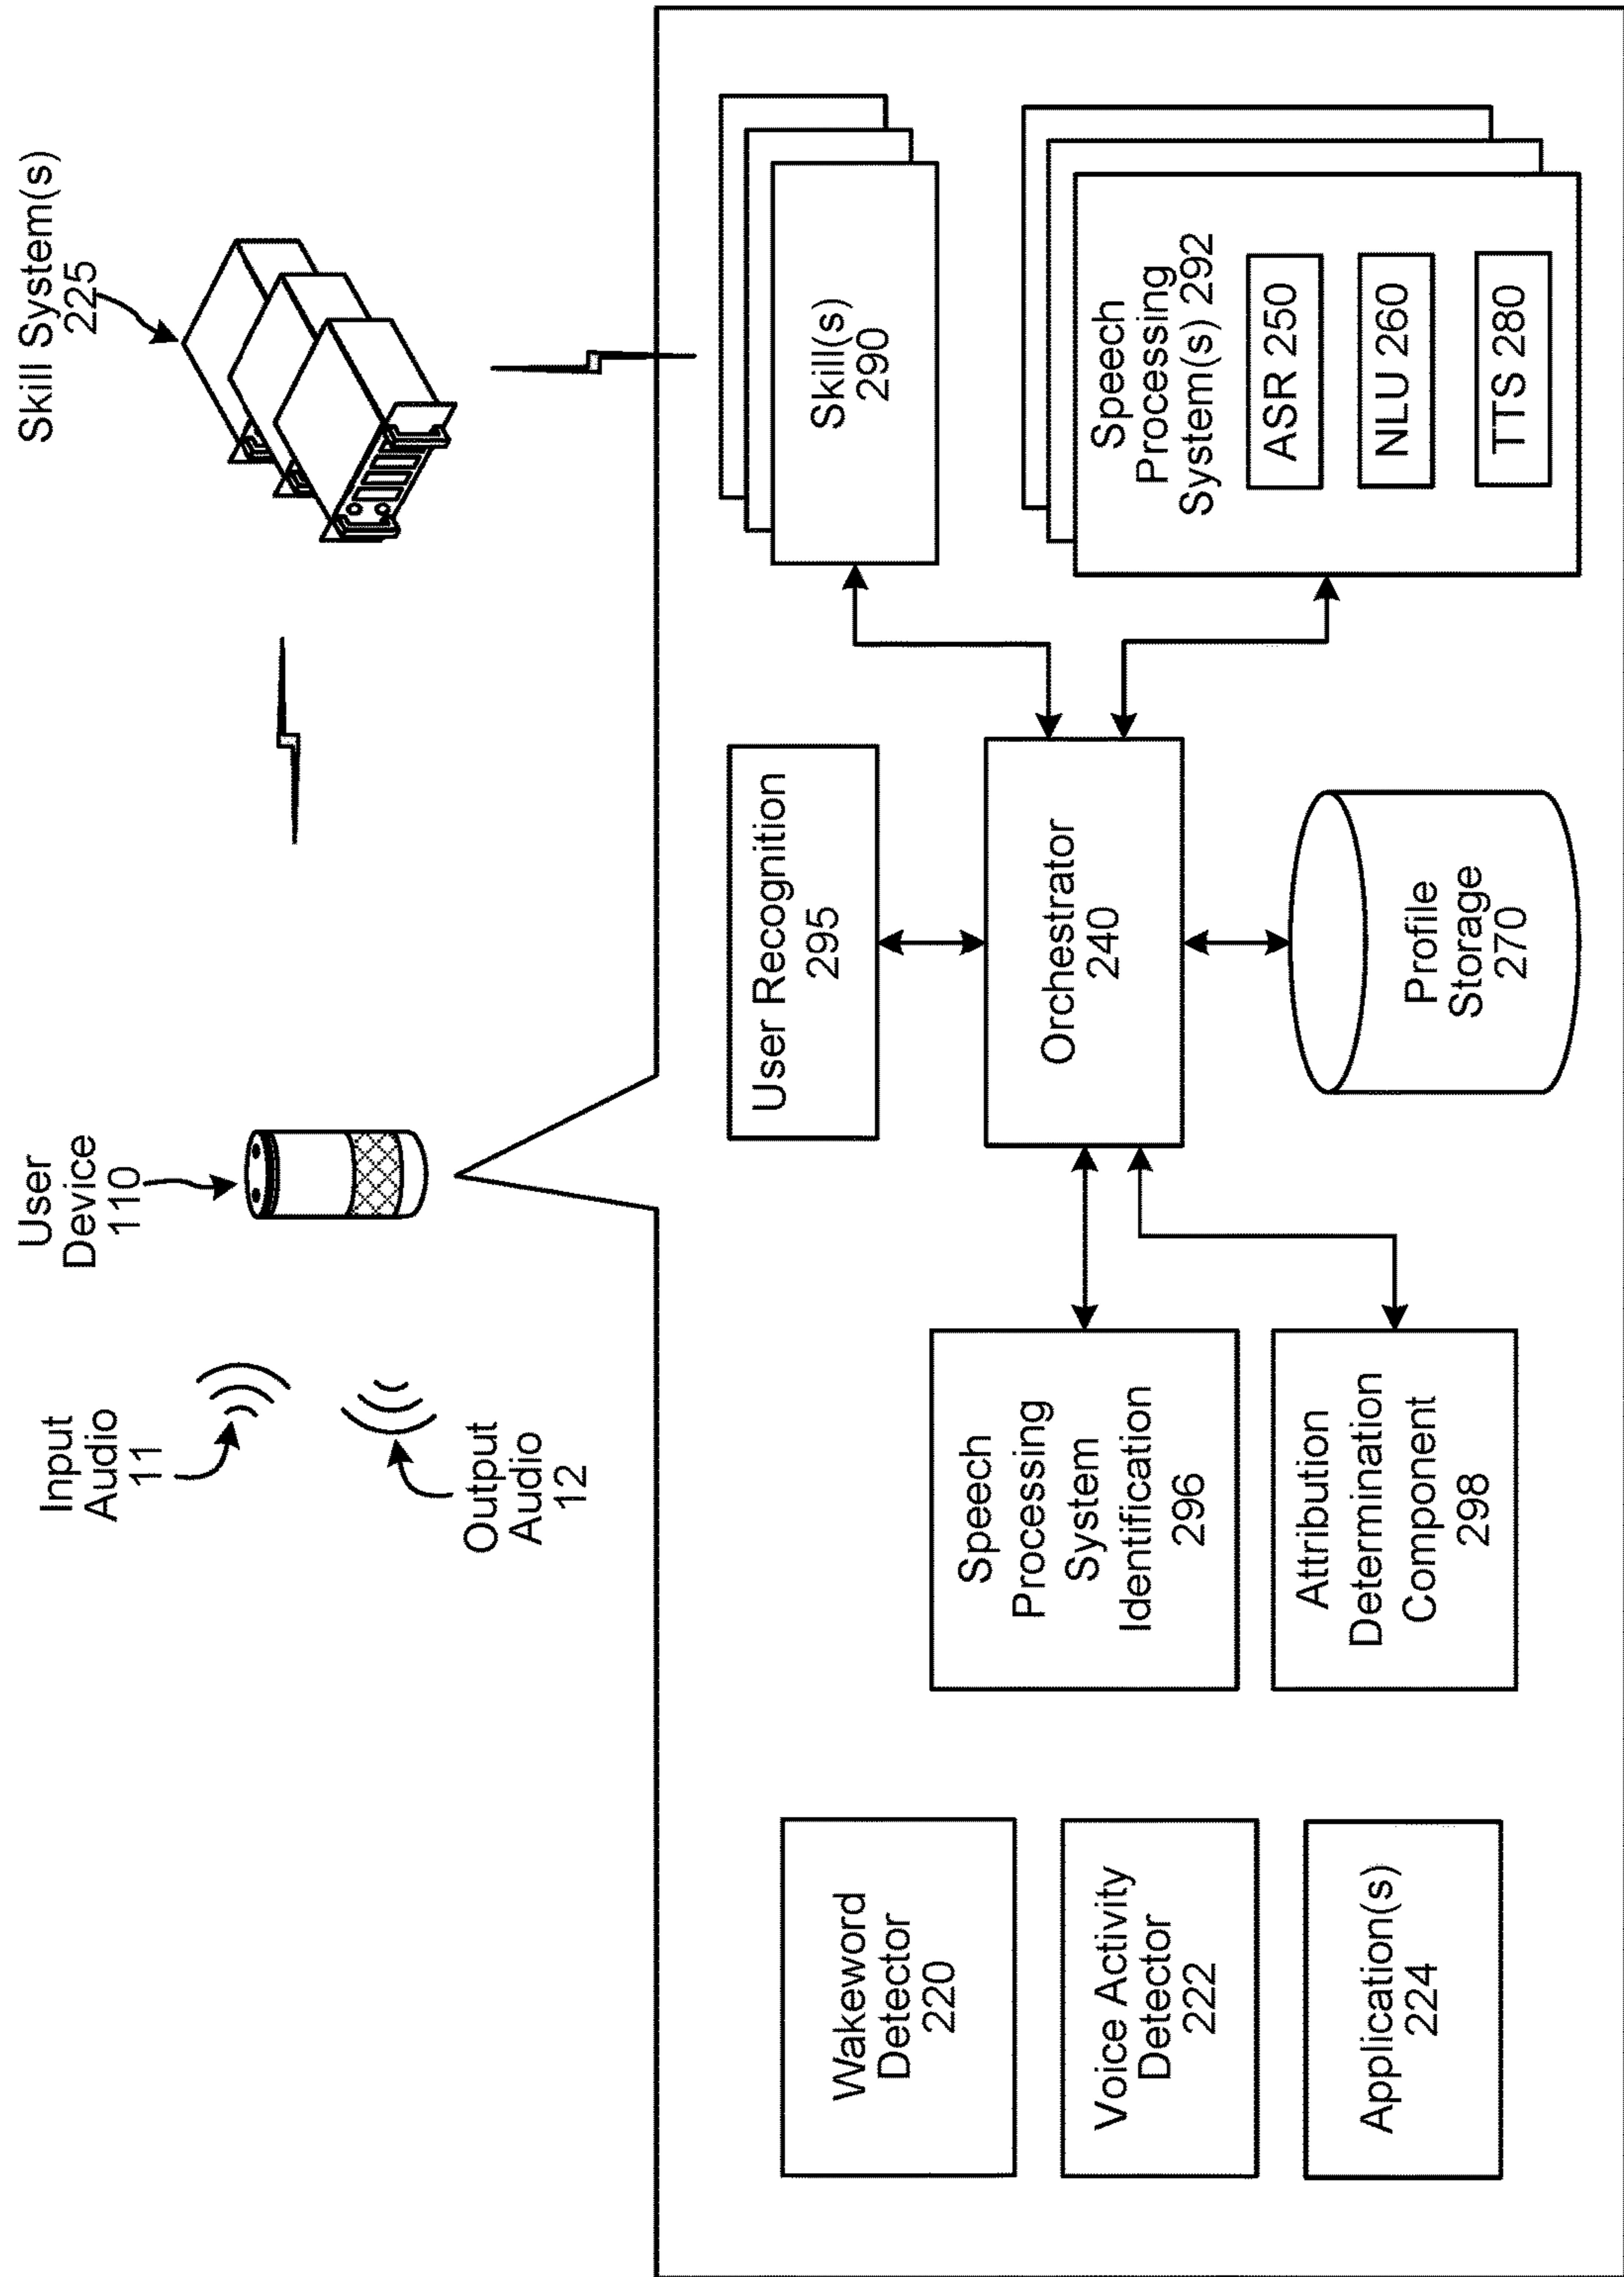 Input
Audio
11
Output
Audio
12
User
Device
110
Skill System(s)
225
Wakeword
Detector
220
Voice Activity
Detector
222
Application(s)
224
Speech
Processing
System
Identification
296
Attribution
Determination
Component
298
User Recognition
295
Orchestrator
240
Profile
Storage
270
Skill(s)
290
Speech
Processing
System(s) 292
ASR 250
NLU 260
TTS 280